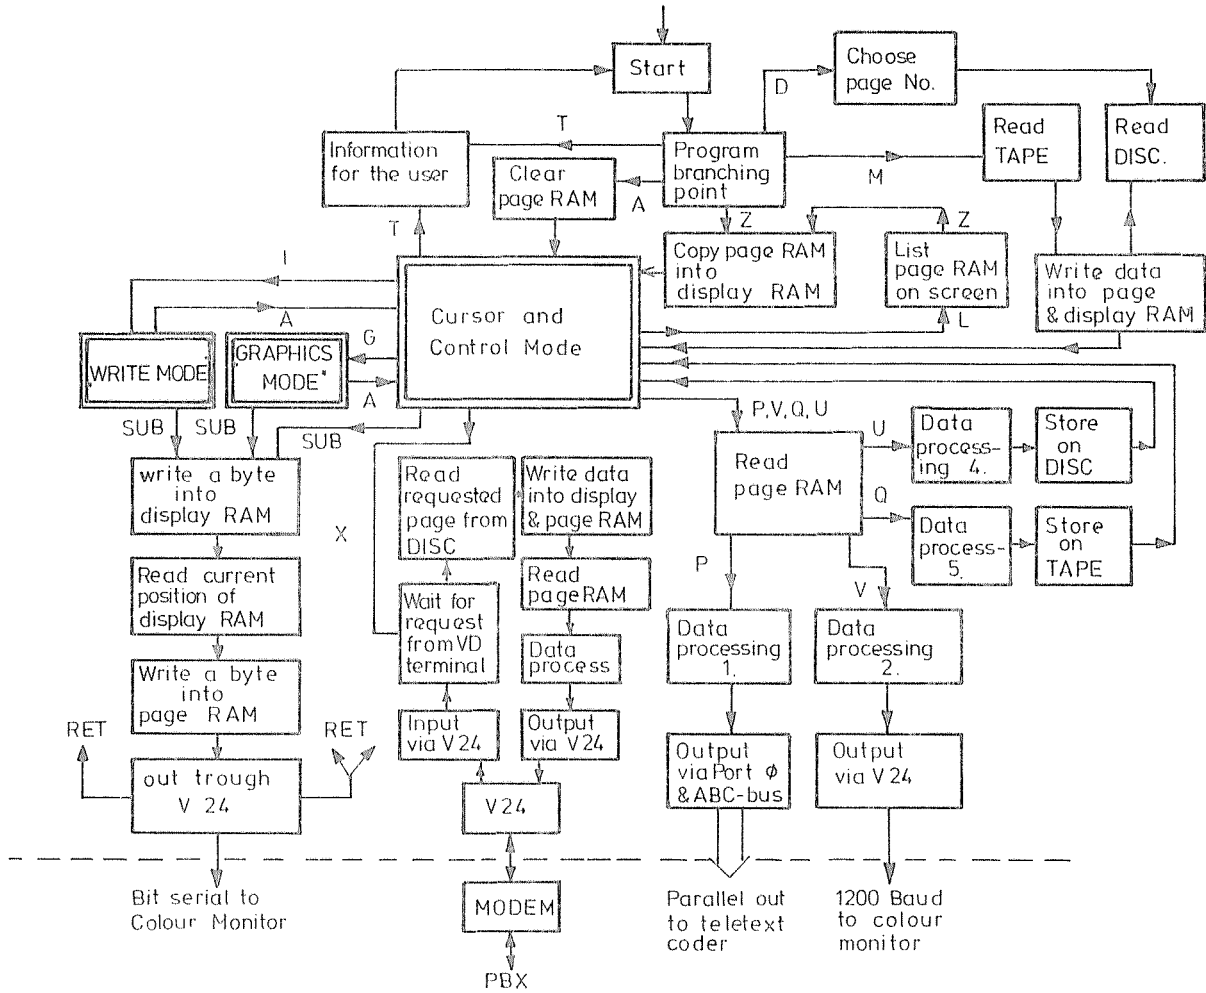 Start
Choose
page No.
D
T
Information
for the user
Clear
page RAM
A
Program
branching
point
M
Read
TAPE
Read
DISC.
T
Z
Z
Copy page RAM
into
display RAM
List
page RAM
on screen
L
Write data
into page
& display RAM
I
A
G
A
Cursor and
Control Mode
"WRITE MODE"
"GRAPHICS
MODE"
SUB
SUB
SUB
P,V,Q,U
write a byte
into
display RAM
X
Read
requested
page from
DISC
Write data
into display
& page RAM
Read
page RAM
U
Data
process-
ing 4.
Store
on
DISC
Q
Data
process-
5.
Store
on
TAPE
Read current
position of
display RAM
Wait for
request
from VD
terminal
Read
page RAM
P
V
Data
process
Data
processing
1.
Data
processing
2.
Write a byte
into
page RAM
RET
RET
Input
via V24
Output
via V24
out trough
V 24
V24
Output
via Port ϕ
& ABC-bus
Output
via V24
Bit serial to
Colour Monitor
MODEM
PBX
Parallel out
to teletext
coder
1200 Baud
to colour
monitor